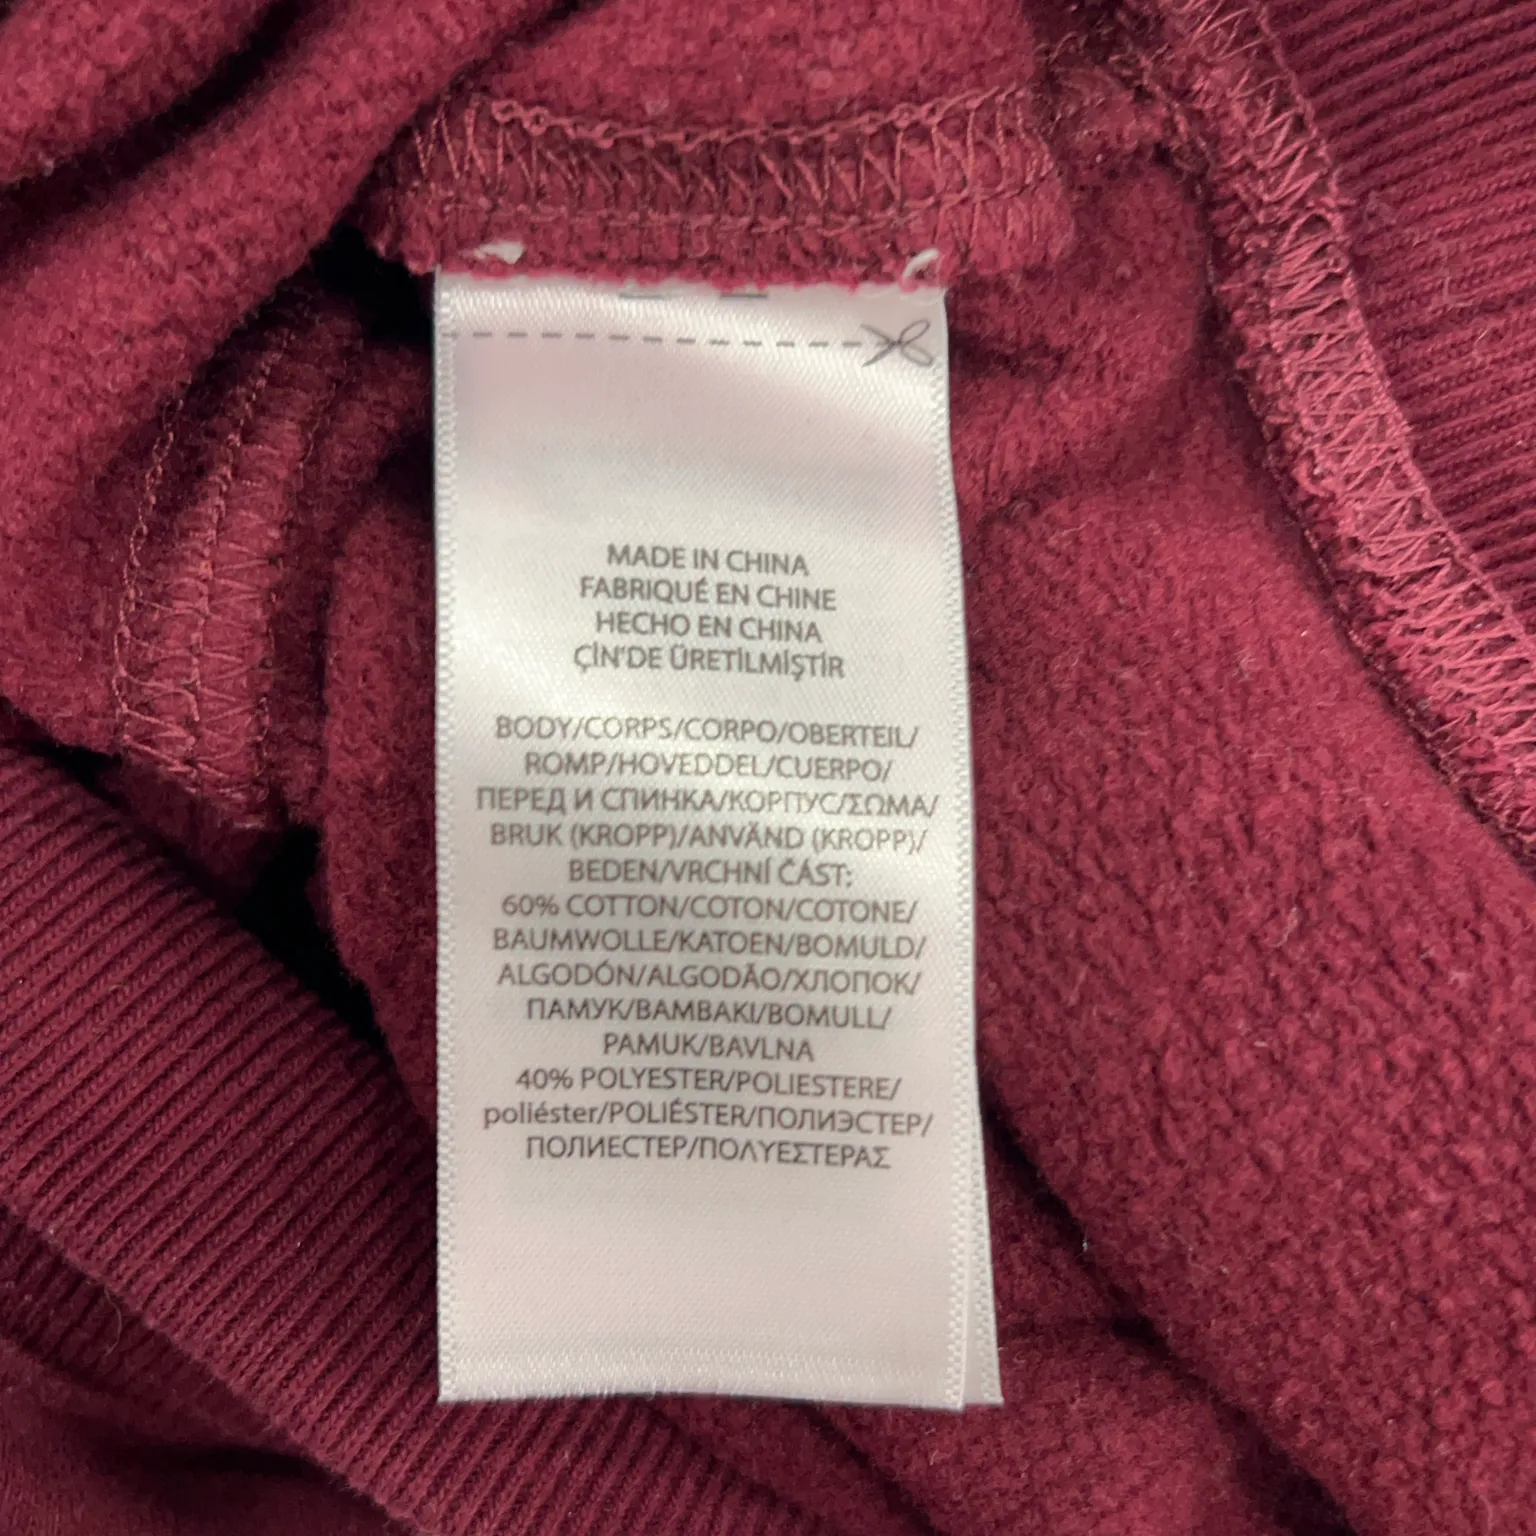 MADE IN CHINA
FABRIQUÉ EN CHINE
HECHO EN CHINA
ÇİN'DE ÜRETİLMİŞTİR
BODY/CORPS/CORPO/OBERTEIL/
ROMP/HOVEDDEL/CUERPO/
ПЕРЕД И СПИНКА/КОРПУС/ΣΩΜΑ/
BRUK (KROPP)/ANVÄND (KROPP)/
BEDEN/VRCHNÍ ČÁST:
60% COTTON/COTON/COTONE/
BAUMWOLLE/KATOEN/BOMULD/
ALGODÓN/ALGODÃO/ХЛОПОК/
ПАМУК/BAMBAKI/BOMULL/
PAMUK/BAVLNA
40% POLYESTER/POLIESTERE/
poliéster/POLIÉSTER/ПОЛИЭСТЕР/
ПОЛИЕСТЕР/ΠΟΛΥΕΣΤΕΡΑΣ